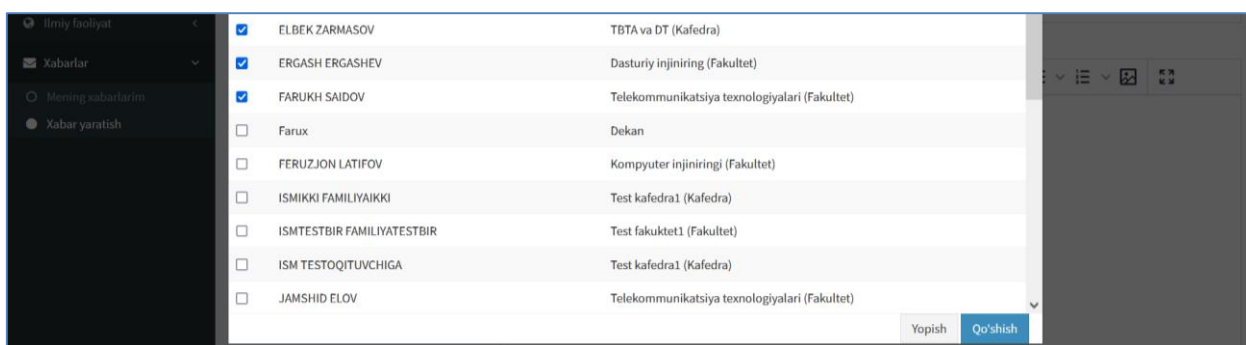 Ilmiy faoliyat
Xabarlar
Mening xabarlarim
Xabar yaratish
ELBEK ZARMASOV TBTA va DT (Kafedra)
ERGASH ERGASHEV Dasturiy injiniring (Fakultet)
FARUKH SAIDOV Telekommunikatsiya texnologiyalari (Fakultet)
Farux Dekan
FERUZJON LATIFOV Kompyuter injiniringi (Fakultet)
ISMIKKI FAMILIYAIKKI Test kafedra1 (Kafedra)
ISMTESTBIR FAMILIYATESTBIR Test fakuktet1 (Fakultet)
ISM TESTOQITUVCHIGA Test kafedra1 (Kafedra)
JAMSHID ELOV Telekommunikatsiya texnologiyalari (Fakultet)
Yopish Qo'shish